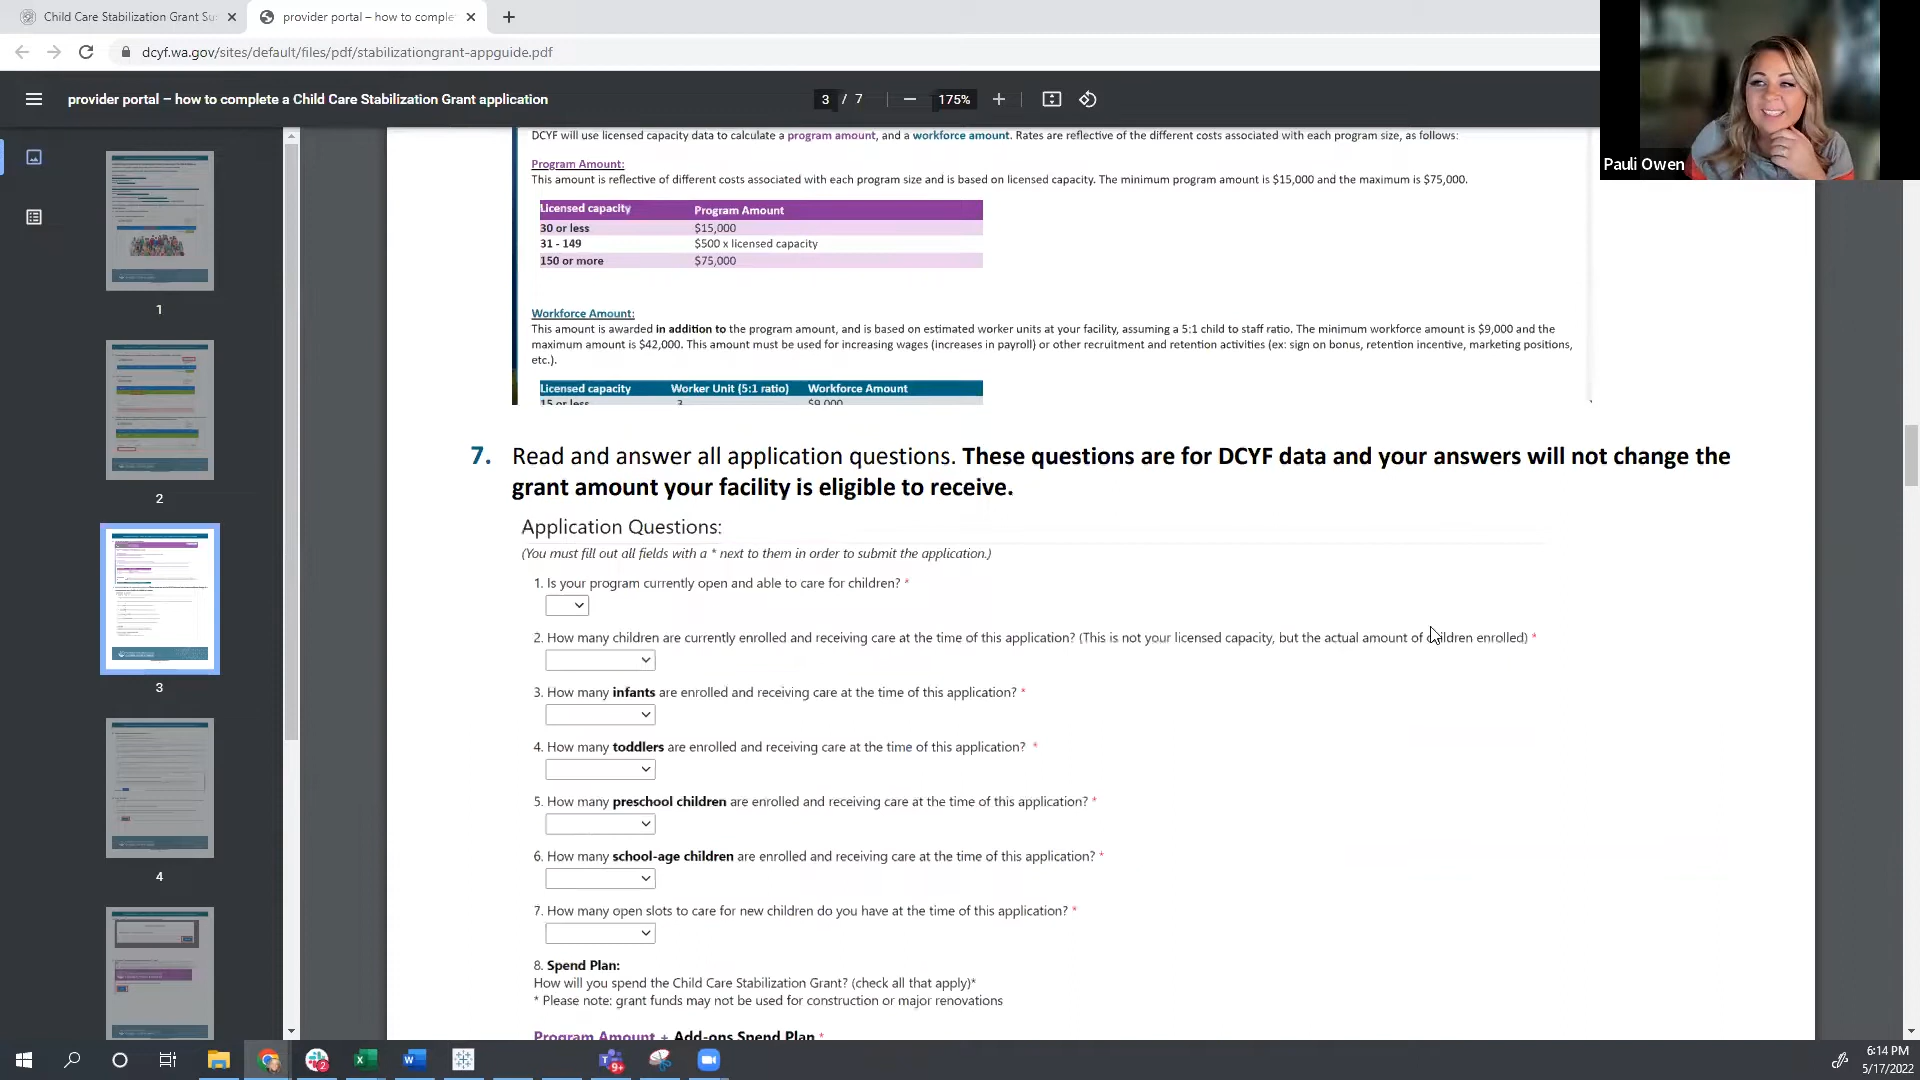 Child Care Stabilization Grant Su
provider portal – how to comple
dcyf.wa.gov/sites/default/files/pdf/stabilizationgrant-appguide.pdf
provider portal – how to complete a Child Care Stabilization Grant application
3 / 7
175%
Pauli Owen
1
2
3
4
DCYF will use licensed capacity data to calculate a program amount, and a workforce amount. Rates are reflective of the different costs associated with each program size, as follows:
Program Amount:
This amount is reflective of different costs associated with each program size and is based on licensed capacity. The minimum program amount is $15,000 and the maximum is $75,000.
Licensed capacity Program Amount
30 or less $15,000
31 - 149 $500 x licensed capacity
150 or more $75,000
Workforce Amount:
This amount is awarded in addition to the program amount, and is based on estimated worker units at your facility, assuming a 5:1 child to staff ratio. The minimum workforce amount is $9,000 and the
maximum amount is $42,000. This amount must be used for increasing wages (increases in payroll) or other recruitment and retention activities (ex: sign on bonus, retention incentive, marketing positions,
etc.).
Licensed capacity Worker Unit (5:1 ratio) Workforce Amount
15 or less 3 $9,000
7. Read and answer all application questions. These questions are for DCYF data and your answers will not change the
grant amount your facility is eligible to receive.
Application Questions:
(You must fill out all fields with a * next to them in order to submit the application.)
1. Is your program currently open and able to care for children? *
2. How many children are currently enrolled and receiving care at the time of this application? (This is not your licensed capacity, but the actual amount of children enrolled) *
3. How many infants are enrolled and receiving care at the time of this application? *
4. How many toddlers are enrolled and receiving care at the time of this application? *
5. How many preschool children are enrolled and receiving care at the time of this application? *
6. How many school-age children are enrolled and receiving care at the time of this application? *
7. How many open slots to care for new children do you have at the time of this application? *
8. Spend Plan:
How will you spend the Child Care Stabilization Grant? (check all that apply)*
* Please note: grant funds may not be used for construction or major renovations
Program Amount + Add-ons Spend Plan *
2
9+
6:14 PM
5/17/2022